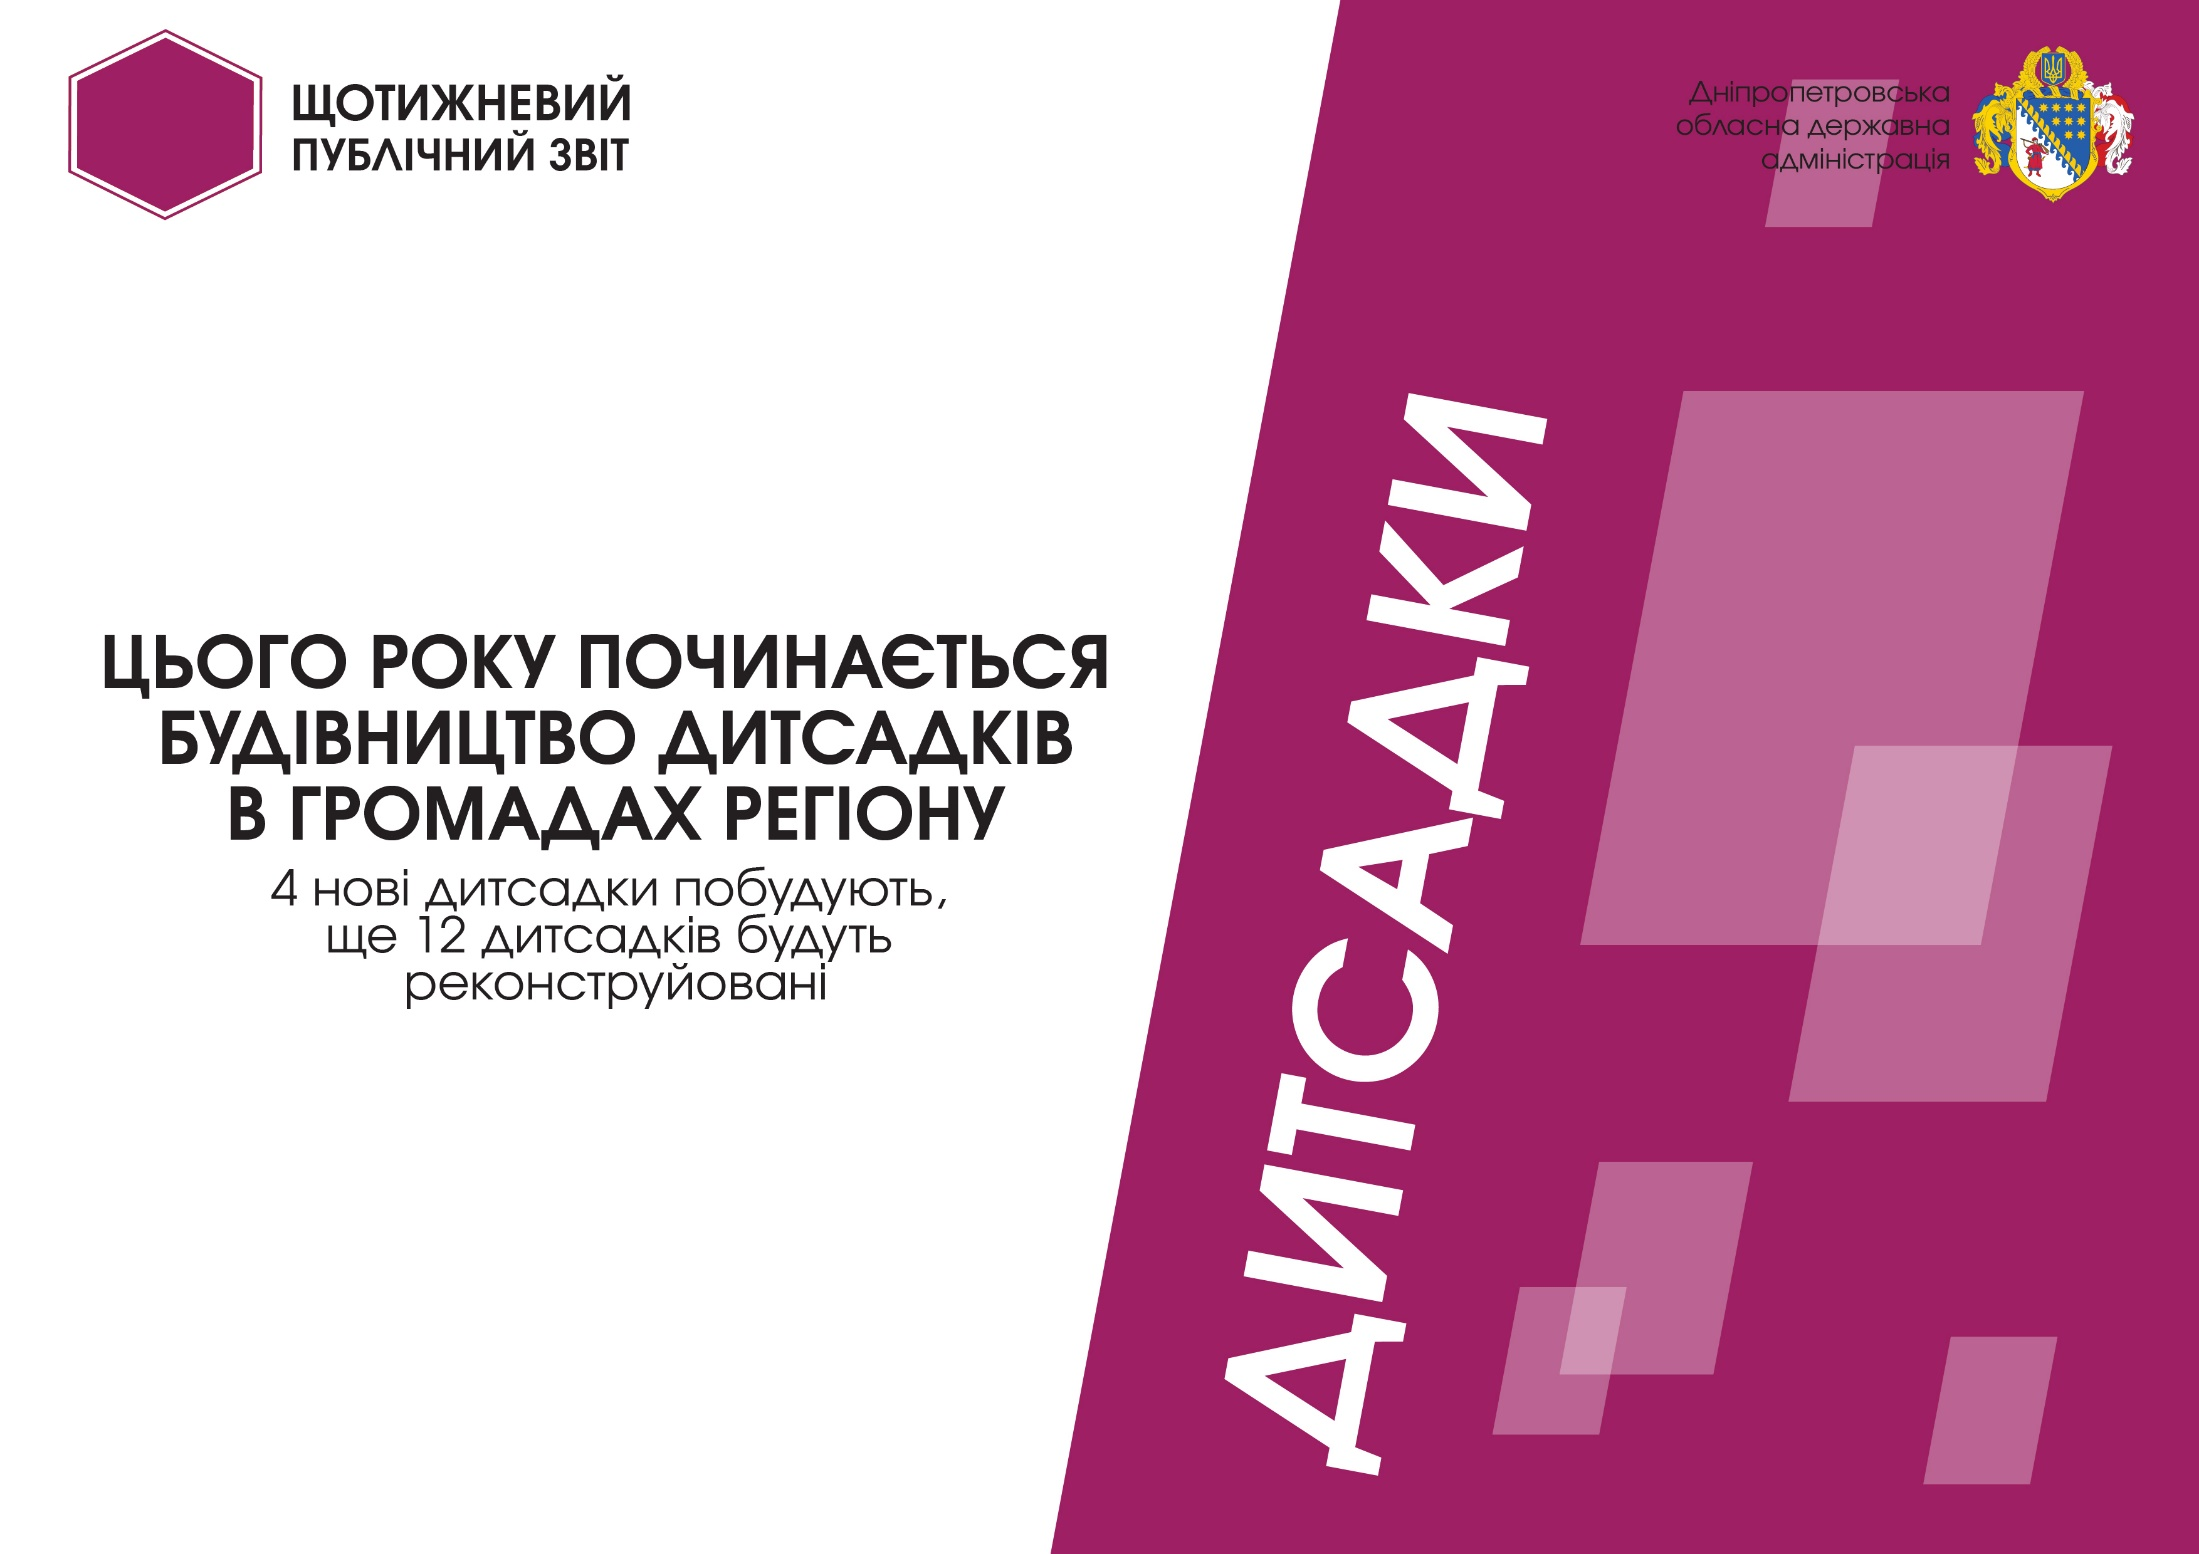 ЩОТИЖНЕВИЙ
ПУБЛІЧНИЙ ЗВІТ
Дніпропетровська
обласна державна
адміністрація
ЦЬОГО РОКУ ПОЧИНАЄТЬСЯ
БУДІВНИЦТВО ДИТСАДКІВ
В ГРОМАДАХ РЕГІОНУ
4 нові дитсадки побудують,
ще 12 дитсадків будуть
реконструйовані
ДИТСАДКИ